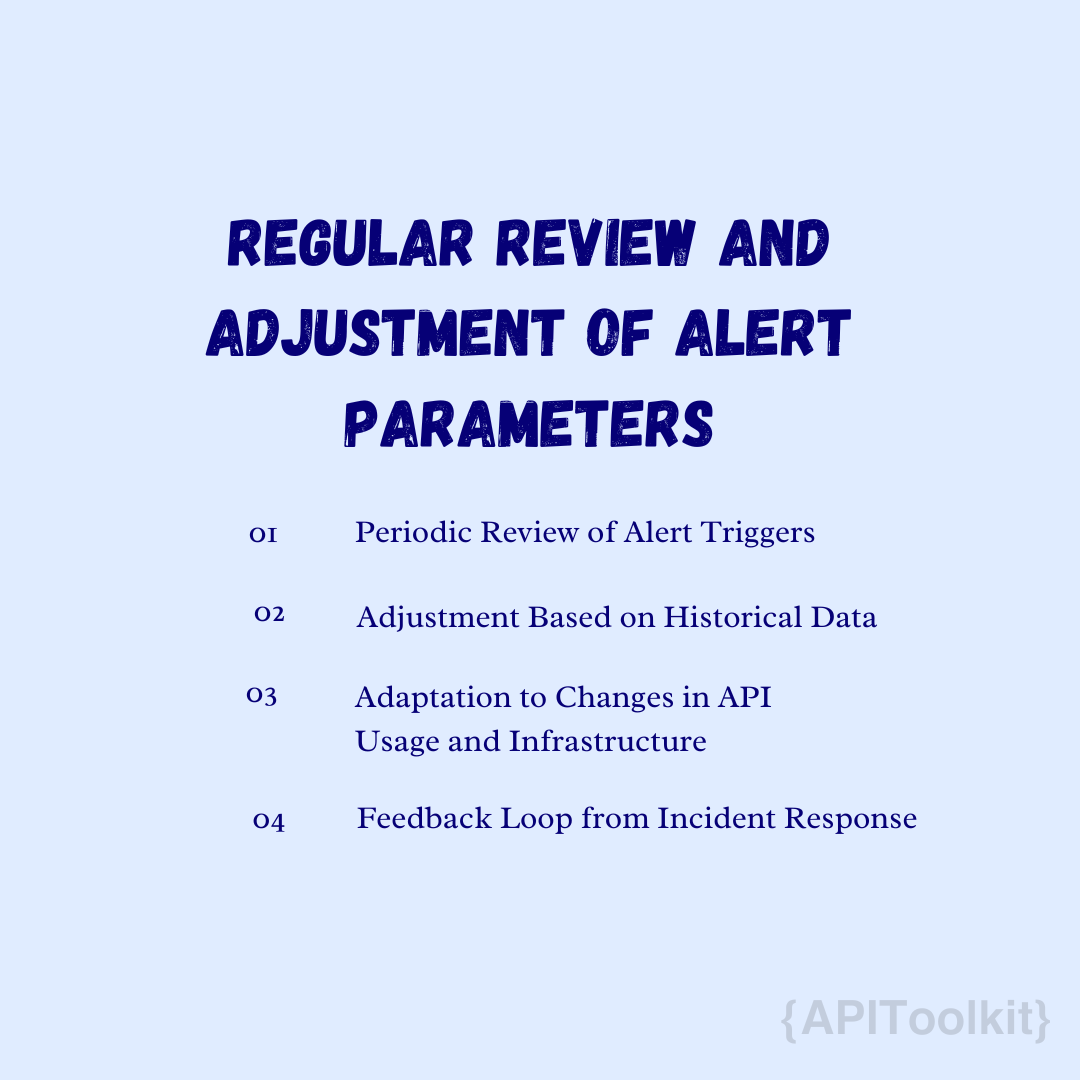 REGULAR REVIEW AND
ADJUSTMENT OF ALERT
PARAMETERS
01 Periodic Review of Alert Triggers
02 Adjustment Based on Historical Data
03 Adaptation to Changes in API
Usage and Infrastructure
04 Feedback Loop from Incident Response
{APIToolkit}